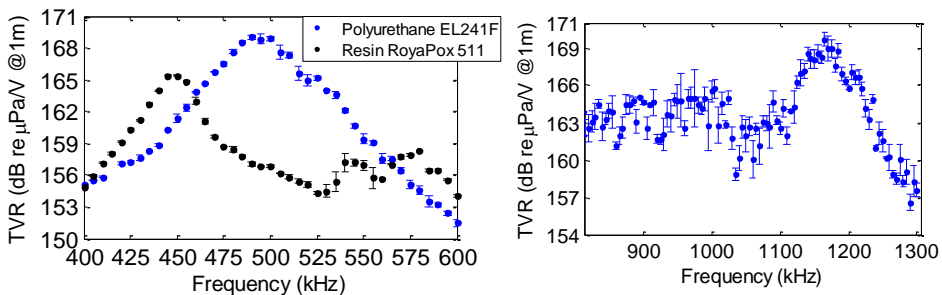 171
168
165
162
159
156
153
150
TVR (dB re µPa/V @1m)
Polyurethane EL241F
Resin RoyaPox 511
400 425 450 475 500 525 550 575 600
Frequency (kHz)
171
170
166
163
160
157
154
TVR (dB re µPa/V @1m)
900 1000 1100 1200 1300
Frequency (kHz)